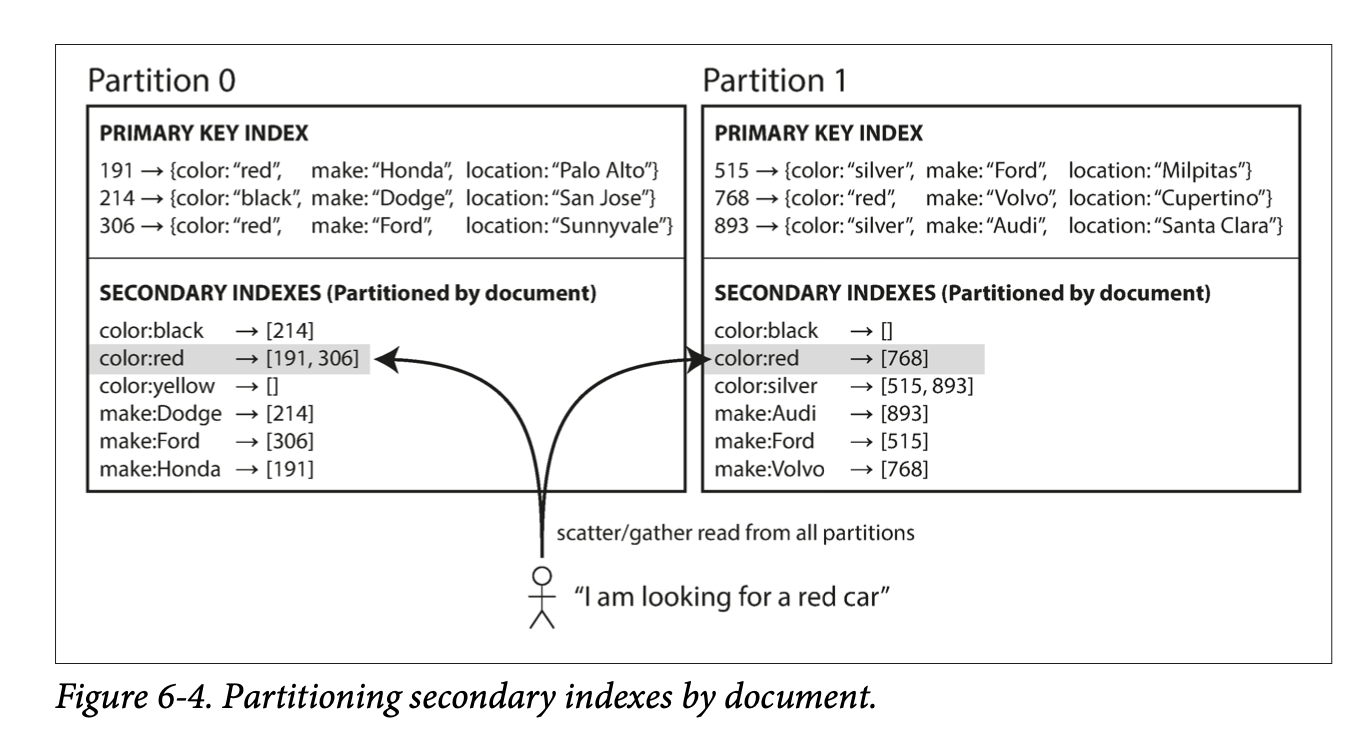 Partition 0
PRIMARY KEY INDEX
191 → {color: “red”, make: “Honda”, location: “Palo Alto”}
214 → {color: “black”, make: “Dodge”, location: “San Jose”}
306 → {color: “red”, make: “Ford”, location: “Sunnyvale”}
SECONDARY INDEXES (Partitioned by document)
color:black → [214]
color:red → [191, 306]
color:yellow → []
make:Dodge → [214]
make:Ford → [306]
make:Honda → [191]
Partition 1
PRIMARY KEY INDEX
515 → {color: “silver”, make: “Ford”, location: “Milpitas”}
768 → {color: “red”, make: “Volvo”, location: “Cupertino”}
893 → {color: “silver”, make: “Audi”, location: “Santa Clara”}
SECONDARY INDEXES (Partitioned by document)
color:black → []
color:red → [768]
color:silver → [515, 893]
make:Audi → [893]
make:Ford → [515]
make:Volvo → [768]
scatter/gather read from all partitions
“I am looking for a red car”
Figure 6-4. Partitioning secondary indexes by document.